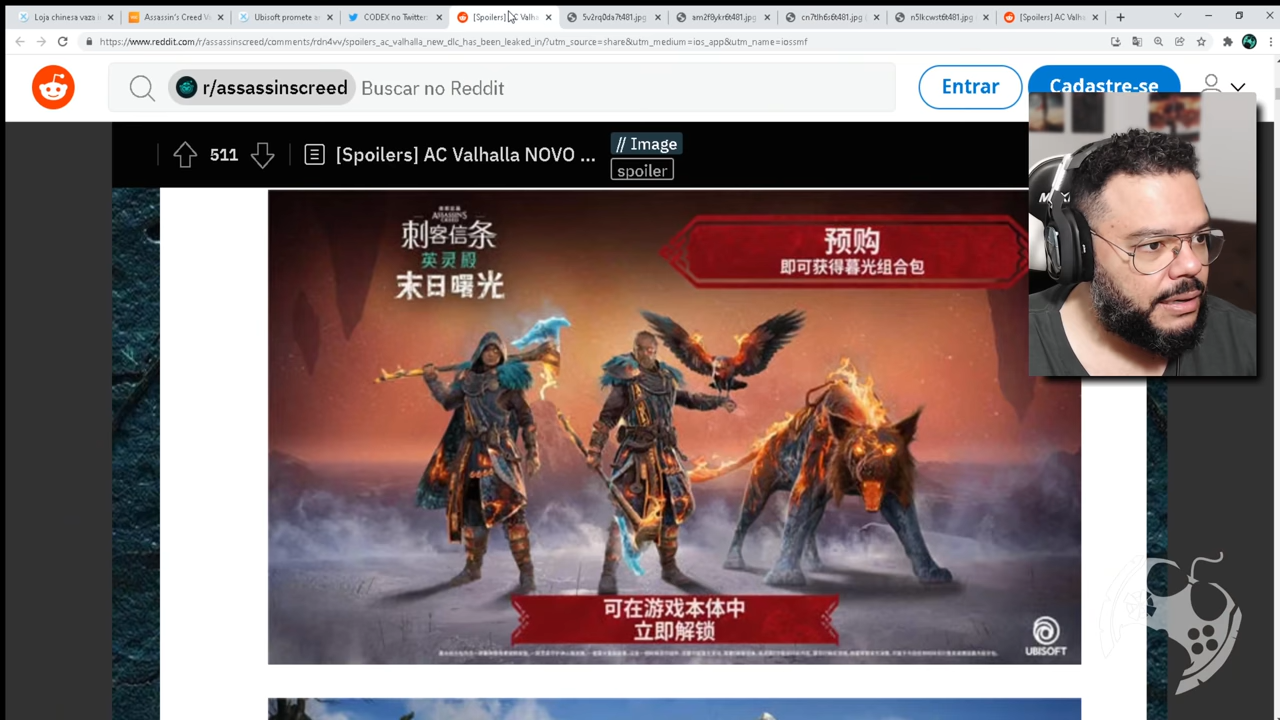 Loja chinesa vaza in
Assassin's Creed V
Ubisoft promete a
CODEX no Twitter
[Spoilers] AC Valh
5v2rq0da7t481.jpg
am2f8ykr6t481.jpg
cn7tlh6s6t481.jpg
n5lkcwst6t481.jpg
[Spoilers] AC Valh
https://www.reddit.com/r/assassinscreed/comments/rdn4vv/spoilers_ac_valhalla_new_dlc_has_been_leaked_in/?utm_source=share&utm_medium=ios_app&utm_name=iossmf
r/assassinscreed
Buscar no Reddit
Entrar
Cadastre-se
511
[Spoilers] AC Valhalla NOVO ...
// Image
spoiler
ASSASSIN'S
CREED
刺客信条
英灵殿
末日曙光
预购
即可获得暮光组合包
可在游戏本体中
立即解锁
UBISOFT